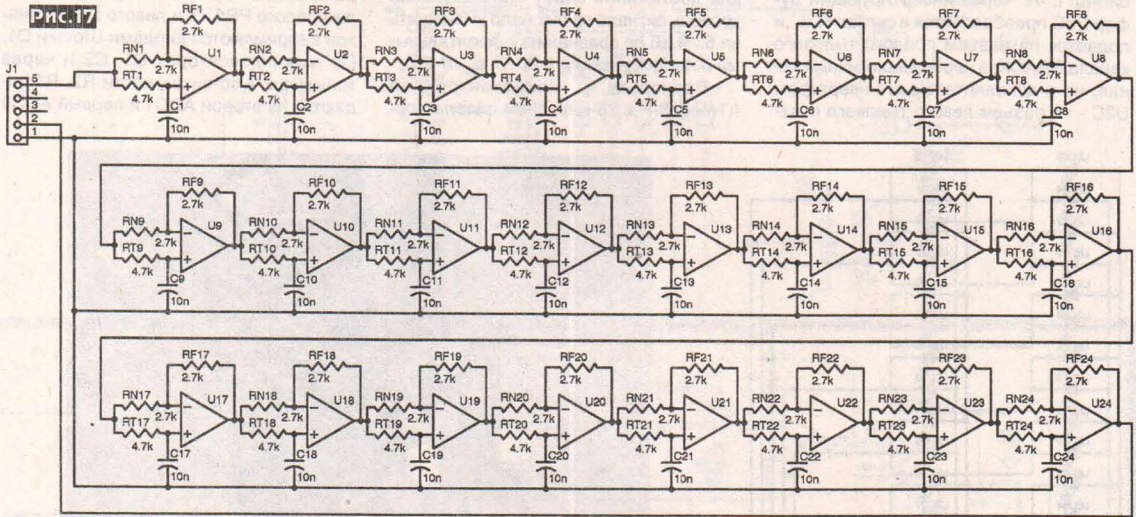 Рис.17
RF1 RF2 RF3 RF4 RF5 RF6 RF7 RF8
2.7k 2.7k 2.7k 2.7k 2.7k 2.7k 2.7k 2.7k
J1
5
4
3
2
1
RN1 U1 RN2 U2 RN3 U3 RN4 U4 RN5 U5 RN6 U6 RN7 U7 RN8 U8
2.7k 2.7k 2.7k 2.7k 2.7k 2.7k 2.7k 2.7k
RT1 RT2 RT3 RT4 RT5 RT6 RT7 RT8
4.7k 4.7k 4.7k 4.7k 4.7k 4.7k 4.7k 4.7k
C1 C2 C3 C4 C5 C6 C7 C8
10n 10n 10n 10n 10n 10n 10n 10n
RF9 RF10 RF11 RF12 RF13 RF14 RF15 RF16
2.7k 2.7k 2.7k 2.7k 2.7k 2.7k 2.7k 2.7k
RN9 U9 RN10 U10 RN11 U11 RN12 U12 RN13 U13 RN14 U14 RN15 U15 RN16 U16
2.7k 2.7k 2.7k 2.7k 2.7k 2.7k 2.7k 2.7k
RT9 RT10 RT11 RT12 RT13 RT14 RT15 RT16
4.7k 4.7k 4.7k 4.7k 4.7k 4.7k 4.7k 4.7k
C9 C10 C11 C12 C13 C14 C15 C16
10n 10n 10n 10n 10n 10n 10n 10n
RF17 RF18 RF19 RF20 RF21 RF22 RF23 RF24
2.7k 2.7k 2.7k 2.7k 2.7k 2.7k 2.7k 2.7k
RN17 U17 RN18 U18 RN19 U19 RN20 U20 RN21 U21 RN22 U22 RN23 U23 RN24 U24
2.7k 2.7k 2.7k 2.7k 2.7k 2.7k 2.7k 2.7k
RT17 RT18 RT19 RT20 RT21 RT22 RT23 RT24
4.7k 4.7k 4.7k 4.7k 4.7k 4.7k 4.7k 4.7k
C17 C18 C19 C20 C21 C22 C23 C24
10n 10n 10n 10n 10n 10n 10n 10n